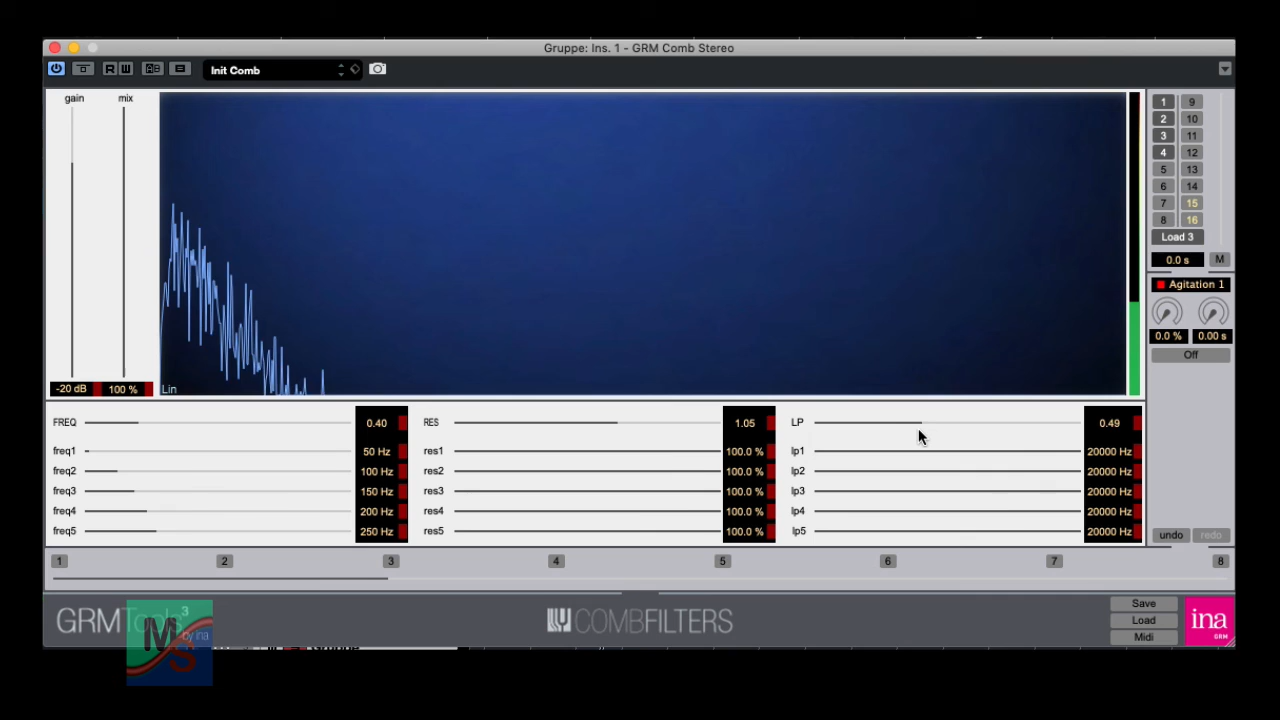 Gruppe: Ins. 1 - GRM Comb Stereo
R W Init Comb
gain mix
-20 dB 100 % Lin
1 9
2 10
3 11
4 12
5 13
6 14
7 15
8 16
Load 3
0.0 s M
Agitation 1
0.0 % 0.00 s
Off
undo redo
FREQ 0.40 RES 1.05 LP 0.49
freq1 50 Hz res1 100.0 % lp1 20000 Hz
freq2 100 Hz res2 100.0 % lp2 20000 Hz
freq3 150 Hz res3 100.0 % lp3 20000 Hz
freq4 200 Hz res4 100.0 % lp4 20000 Hz
freq5 250 Hz res5 100.0 % lp5 20000 Hz
1 2 3 4 5 6 7 8
3
by ina
MS
COMBFILTERS
Save
Load
Midi
ina
GRM